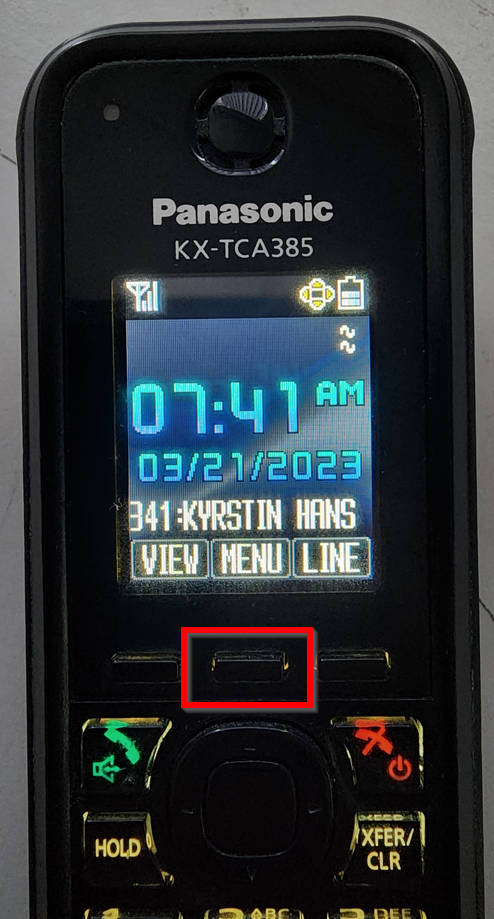 Panasonic
KX-TCA385
07:41 AM
03/21/2023
341:KYRSTIN HANS
VIEW MENU LINE
HOLD
XFER/
CLR